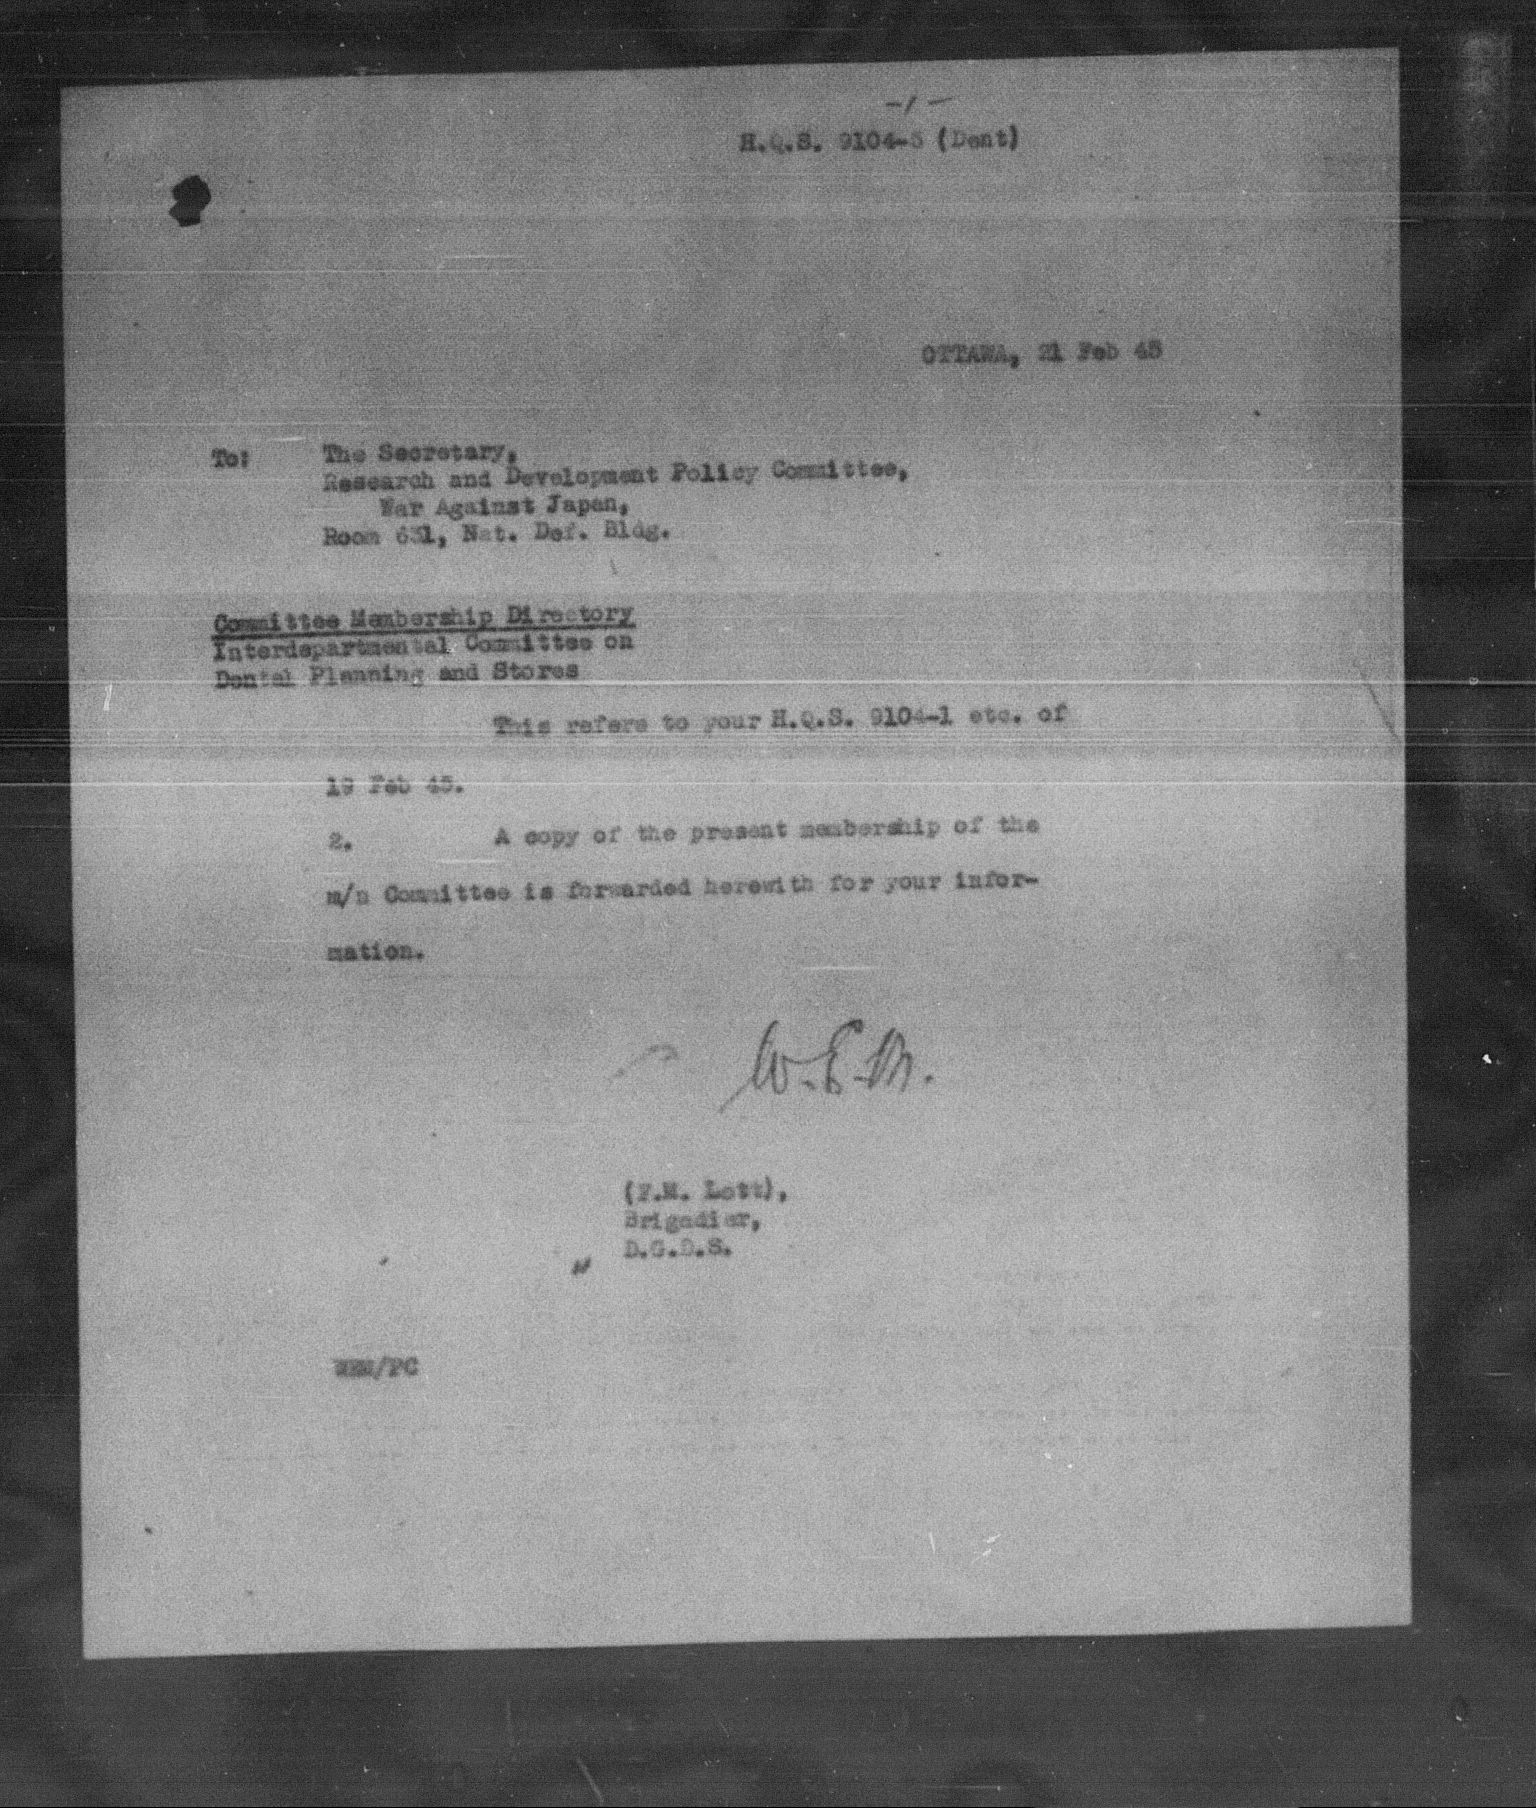 -1-
H.Q.S. 9104-5 (Dent)
OTTAWA, 21 Feb 45
To: The Secretary,
Research and Development Policy Committee,
War Against Japan,
Room 631, Nat. Def. Bldg.
Committee Membership Directory
Interdepartmental Committee on
Dental Planning and Stores
This refers to your H.Q.S. 9104-1 etc. of
19 Feb 45.
2. A copy of the present membership of the
m/n Committee is forwarded herewith for your infor-
mation.
W.E.M.
(F.M. Lott),
Brigadier,
D.G.D.S.
WEM/PC